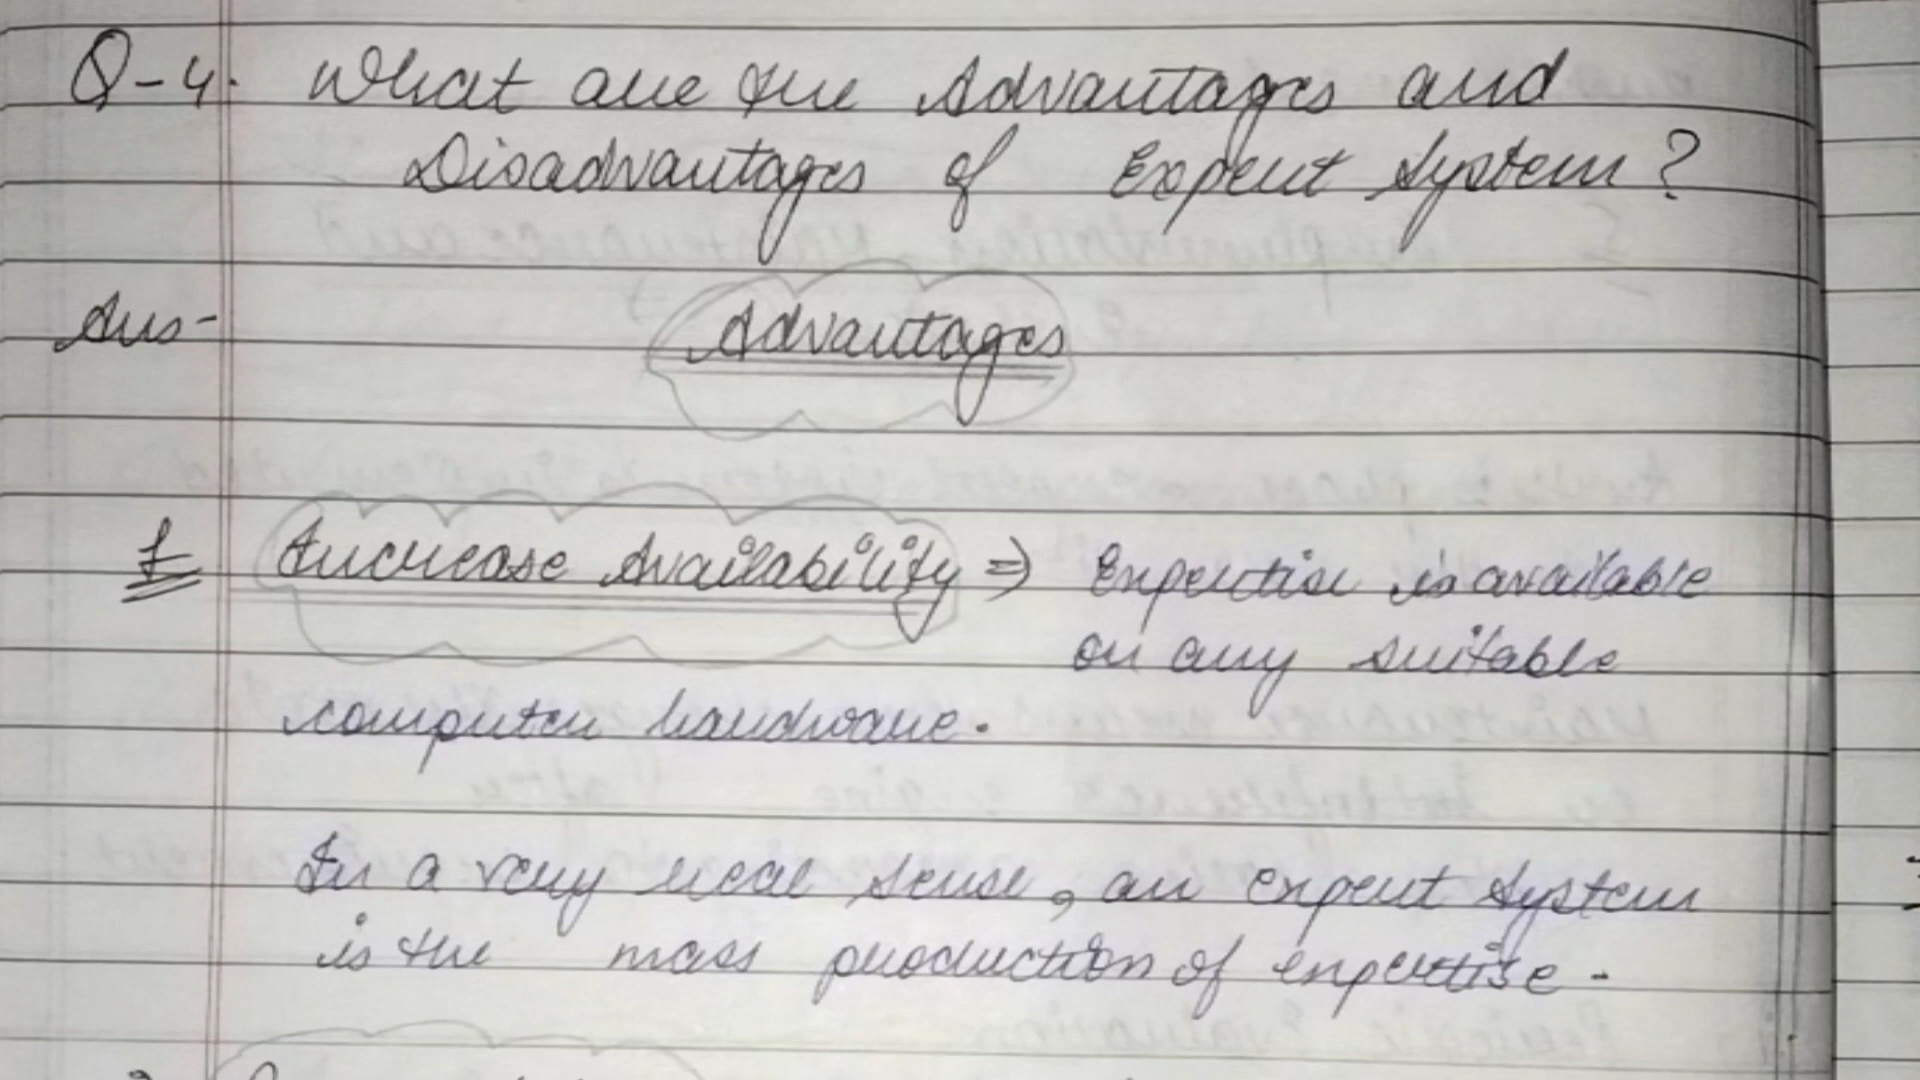 Q-4. What are the Advantages and
Disadvantages of Expert System?
Ans-
Advantages
1 Increase Availability ⇒ Expertise is available
on any suitable
computer hardware.
In a very real sense, an expert system
is the mass production of expertise.